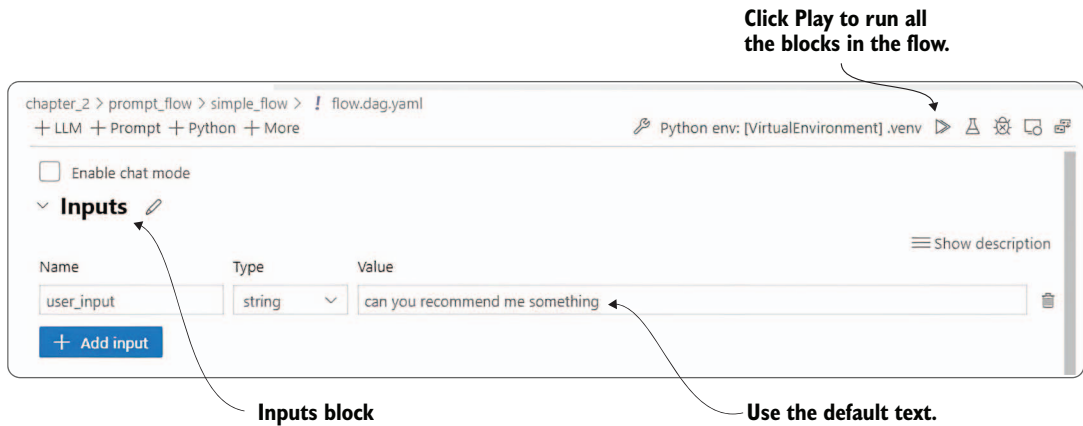 Click Play to run all
the blocks in the flow.
chapter_2 > prompt_flow > simple_flow > ! flow.dag.yaml
+ LLM + Prompt + Python + More
Python env: [VirtualEnvironment] .venv
Enable chat mode
Inputs
Show description
Name Type Value
user_input string can you recommend me something
+ Add input
Inputs block
Use the default text.